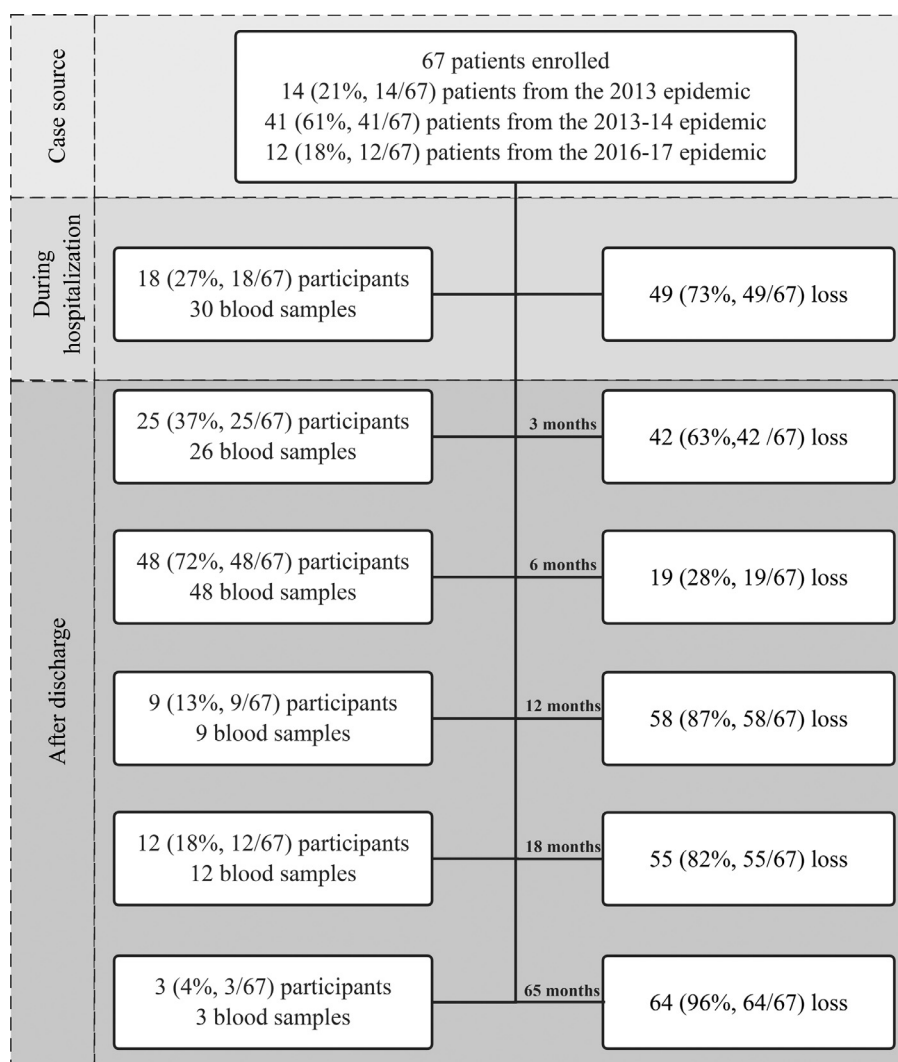 Case source
67 patients enrolled
14 (21%, 14/67) patients from the 2013 epidemic
41 (61%, 41/67) patients from the 2013-14 epidemic
12 (18%, 12/67) patients from the 2016-17 epidemic
During
hospitalization
18 (27%, 18/67) participants
30 blood samples
49 (73%, 49/67) loss
After discharge
25 (37%, 25/67) participants
26 blood samples
3 months
42 (63%,42 /67) loss
48 (72%, 48/67) participants
48 blood samples
6 months
19 (28%, 19/67) loss
9 (13%, 9/67) participants
9 blood samples
12 months
58 (87%, 58/67) loss
12 (18%, 12/67) participants
12 blood samples
18 months
55 (82%, 55/67) loss
3 (4%, 3/67) participants
3 blood samples
65 months
64 (96%, 64/67) loss